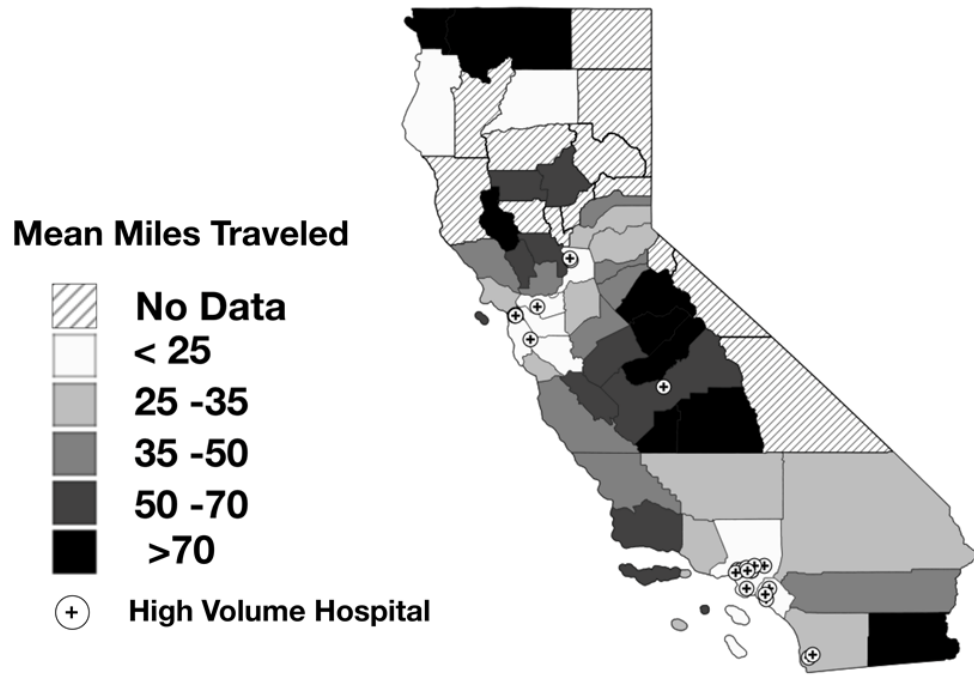 Mean Miles Traveled
No Data
< 25
25 -35
35 -50
50 -70
>70
High Volume Hospital